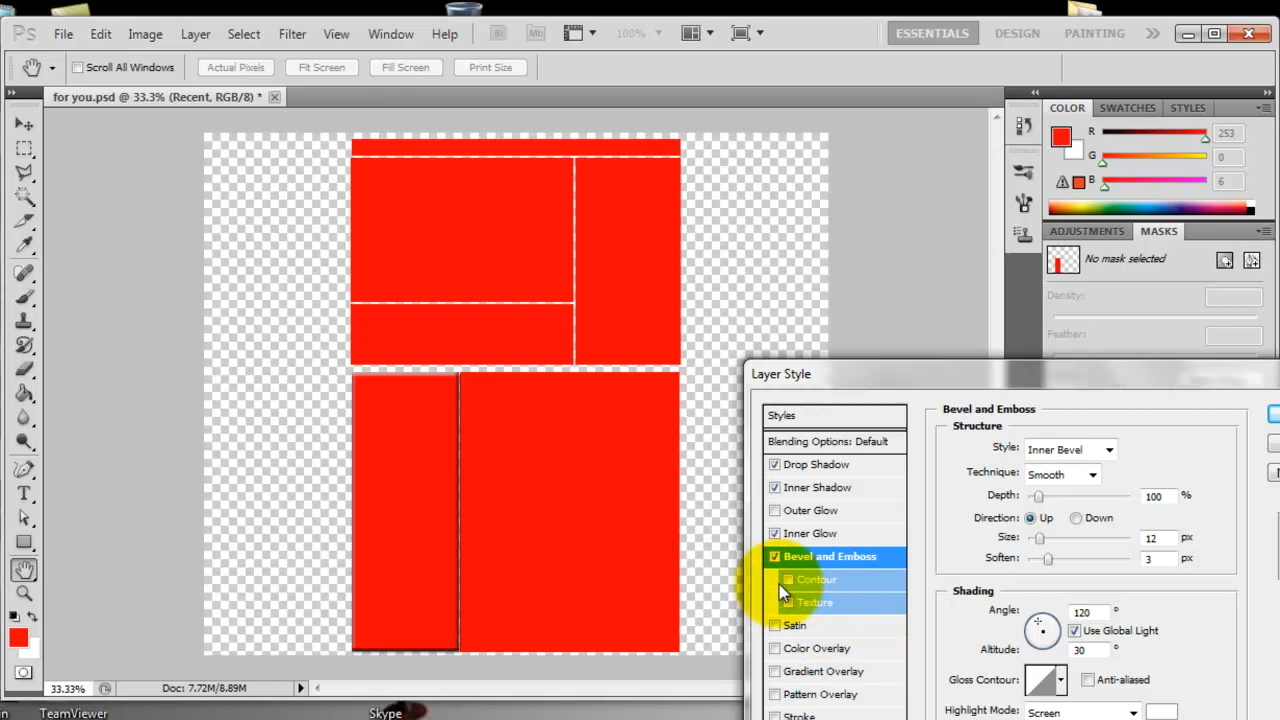 Ps File Edit Image Layer Select Filter View Window Help Br Mb 100% ESSENTIALS DESIGN PAINTING
Scroll All Windows Actual Pixels Fit Screen Fill Screen Print Size
for you.psd @ 33.3% (Recent, RGB/8) *
COLOR SWATCHES STYLES
R 253
G 0
B 6
ADJUSTMENTS MASKS
No mask selected
Density:
Feather:
Layer Style
Styles
Blending Options: Default
Drop Shadow
Inner Shadow
Outer Glow
Inner Glow
Bevel and Emboss
Contour
Texture
Satin
Color Overlay
Gradient Overlay
Pattern Overlay
Stroke
Bevel and Emboss
Structure
Style: Inner Bevel
Technique: Smooth
Depth: 100 %
Direction: Up Down
Size: 12 px
Soften: 3 px
Shading
Angle: 120 °
Use Global Light
Altitude: 30 °
Gloss Contour: Anti-aliased
Highlight Mode: Screen
33.33% Doc: 7.72M/8.89M
TeamViewer Skype